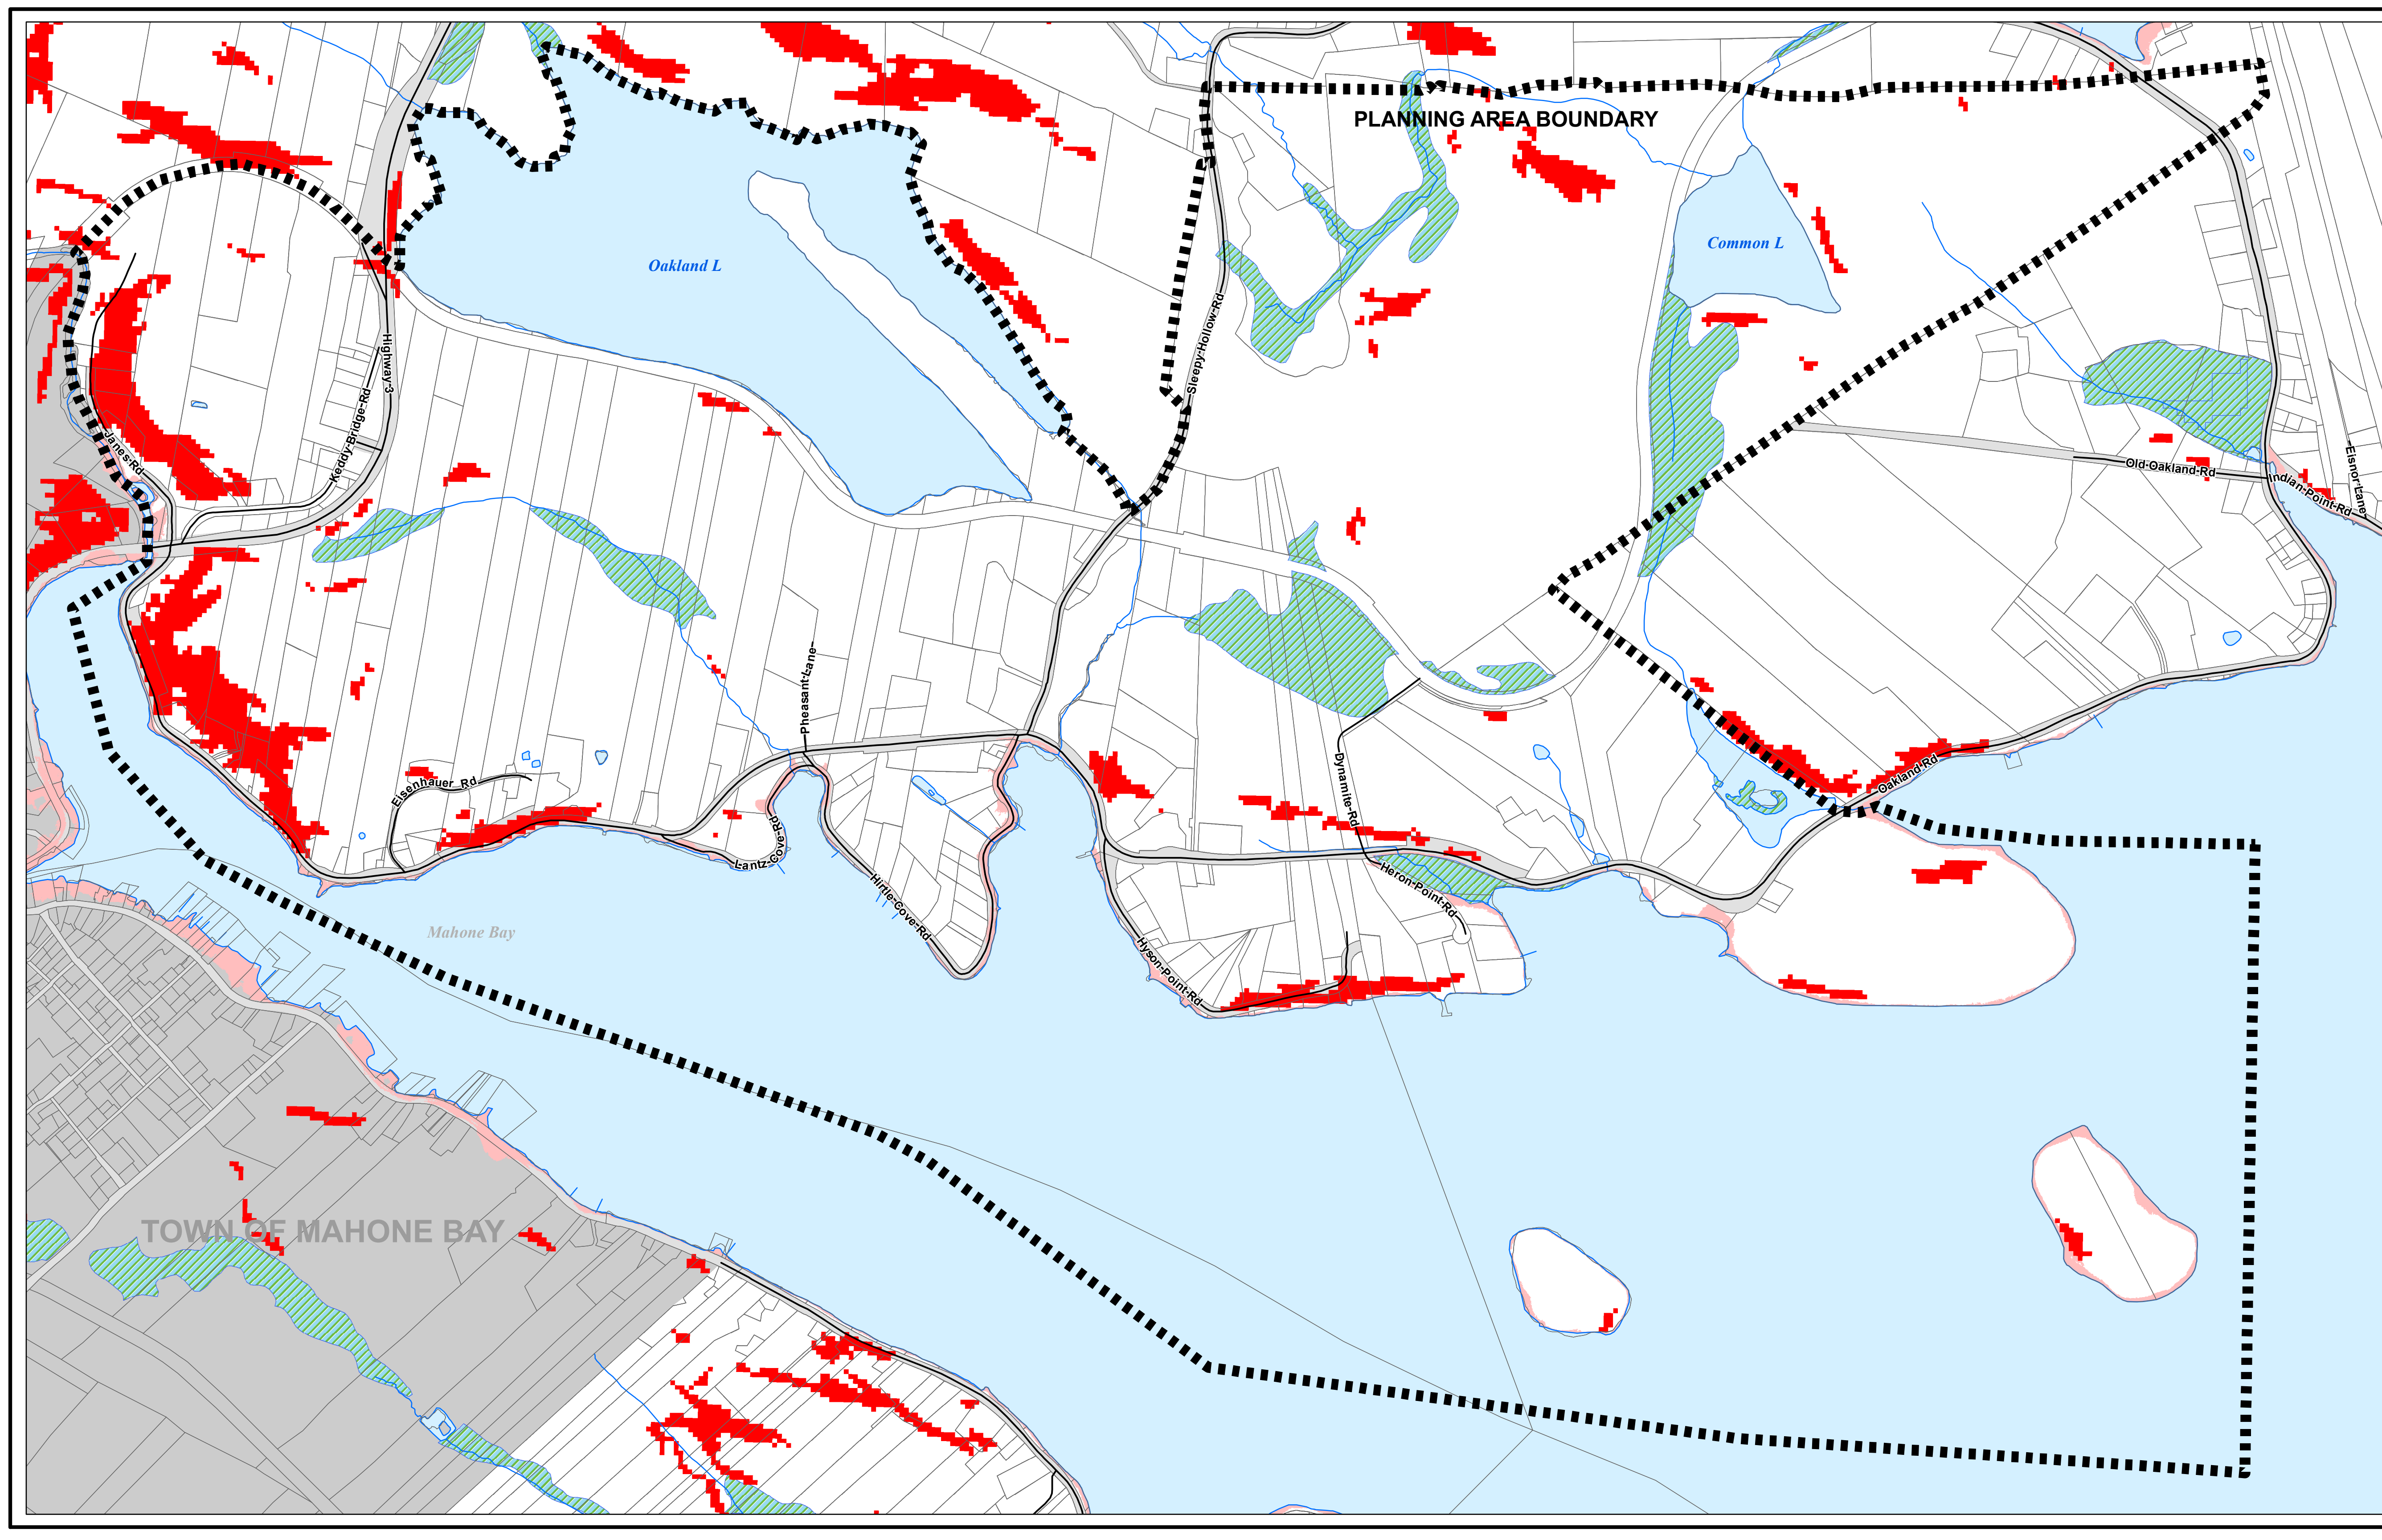 PLANNING AREA BOUNDARY
Common L
Oakland L
Sleepy Hollow Rd
Highway 3
Keddy Bridge Rd
Janes Rd
Old Oakland Rd
Indian Point Rd
Eisnor Lane
Pheasant Lane
Eisenhauer Rd
Lantz Cove Rd
Hirtle Cove Rd
Dynamite Rd
Oakland Rd
Heron Point Rd
Hyson Point Rd
Mahone Bay
TOWN OF MAHONE BAY